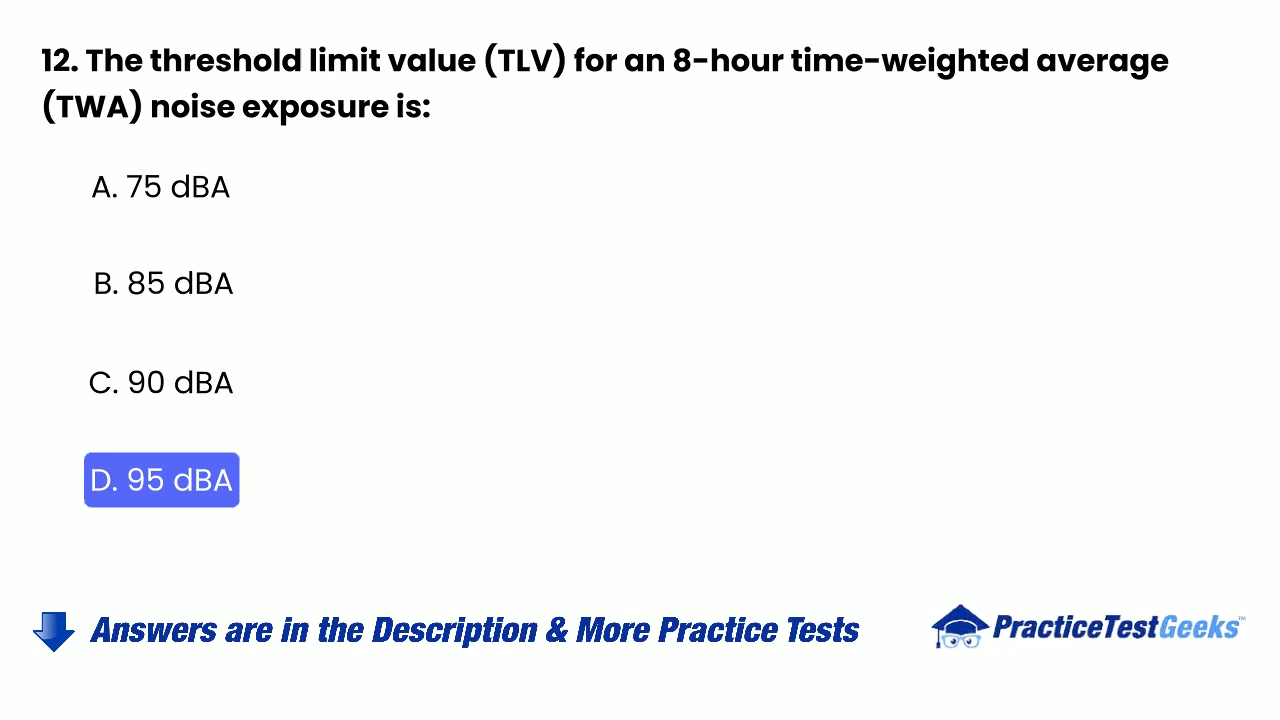 12. The threshold limit value (TLV) for an 8-hour time-weighted average
(TWA) noise exposure is:
A. 75 dBA
B. 85 dBA
C. 90 dBA
D. 95 dBA
Answers are in the Description & More Practice Tests
PracticeTestGeeks™